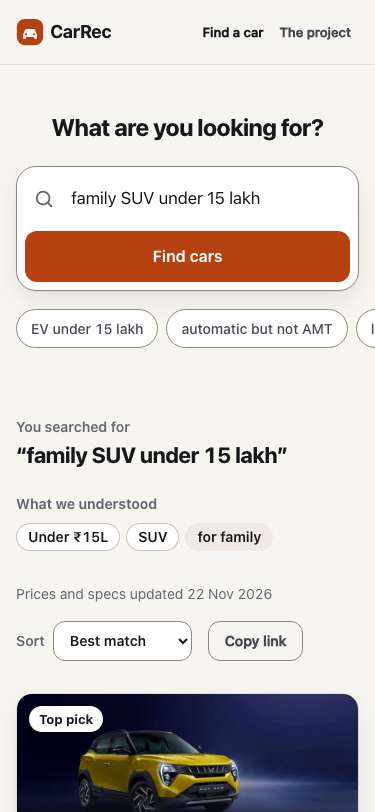 CarRec
Find a car
The project
What are you looking for?
family SUV under 15 lakh
Find cars
EV under 15 lakh
automatic but not AMT
You searched for
“family SUV under 15 lakh”
What we understood
Under ₹15L
SUV
for family
Prices and specs updated 22 Nov 2026
Sort
Best match
Copy link
Top pick